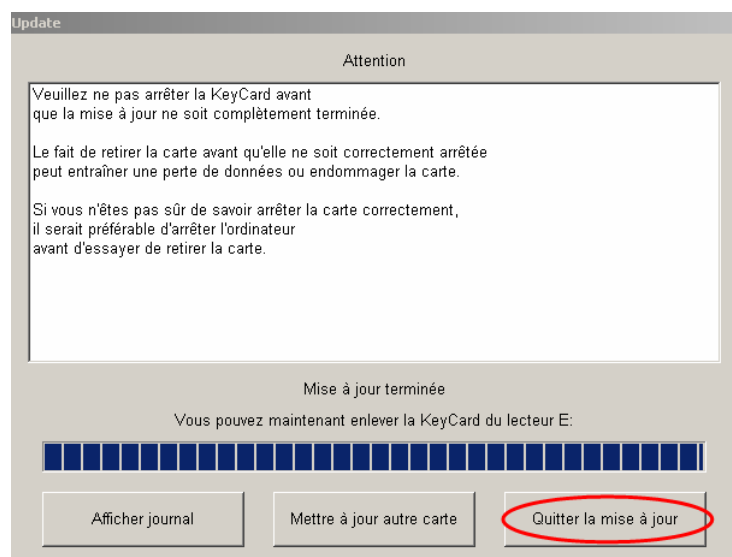 Update
Attention
Veuillez ne pas arrêter la KeyCard avant
que la mise à jour ne soit complètement terminée.
Le fait de retirer la carte avant qu'elle ne soit correctement arrêtée
peut entraîner une perte de données ou endommager la carte.
Si vous n'êtes pas sûr de savoir arrêter la carte correctement,
il serait préférable d'arrêter l'ordinateur
avant d'essayer de retirer la carte.
Mise à jour terminée
Vous pouvez maintenant enlever la KeyCard du lecteur E:
Afficher journal
Mettre à jour autre carte
Quitter la mise à jour